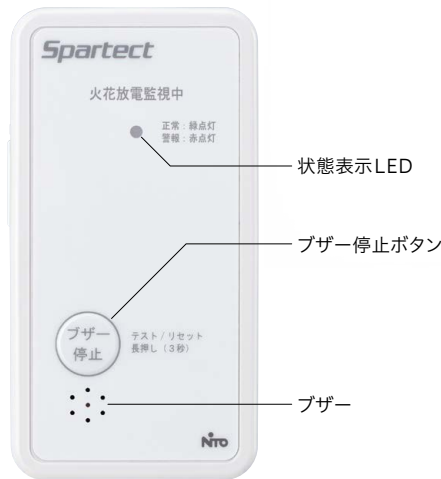 Spartect
火花放電監視中
正常：緑点灯
警報：赤点灯
状態表示LED
ブザー停止ボタン
ブザー
停止
テスト / リセット
長押し（3秒）
ブザー
NITO